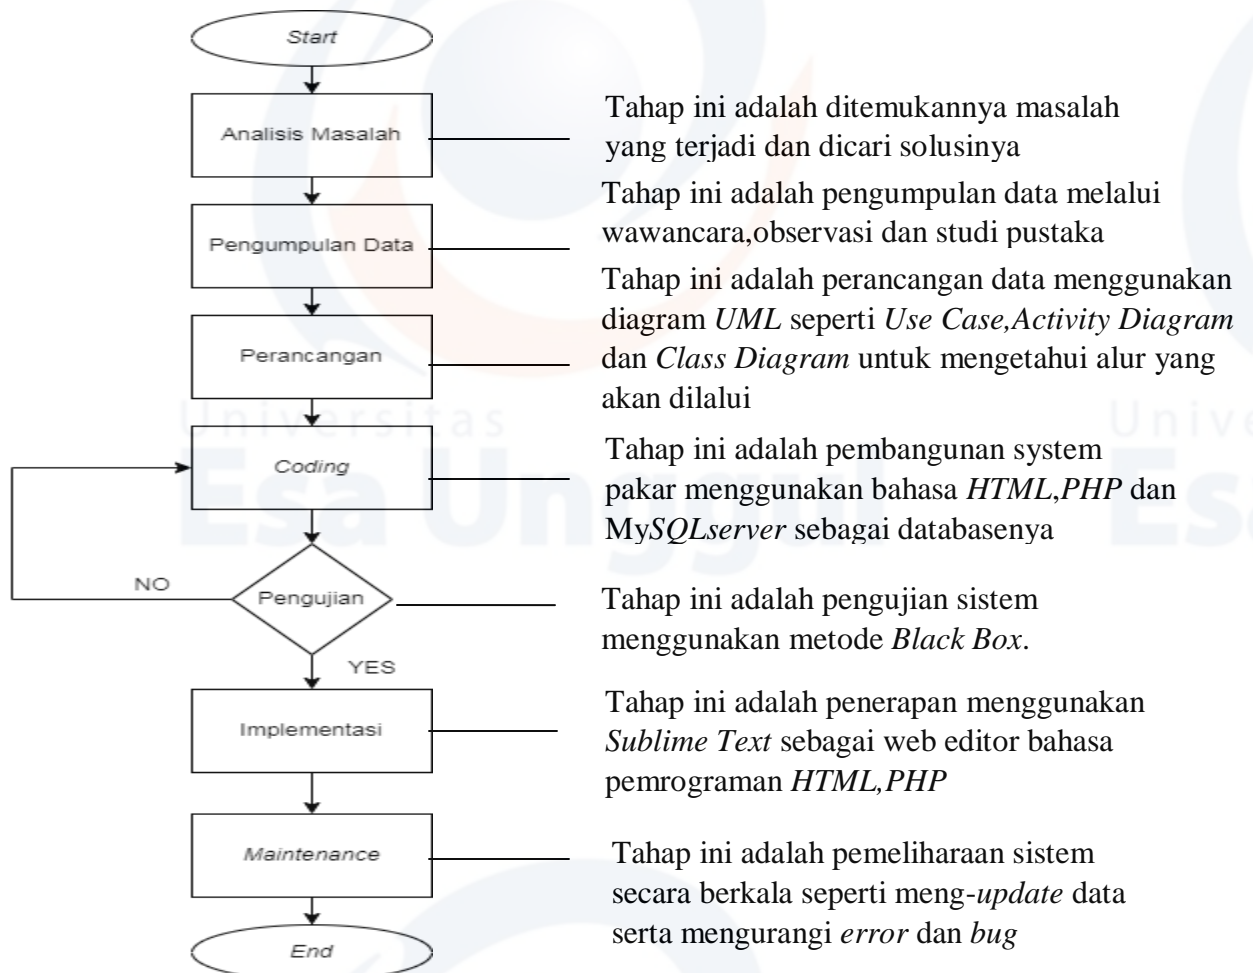 Start
Analisis Masalah
Tahap ini adalah ditemukannya masalah
yang terjadi dan dicari solusinya
Pengumpulan Data
Tahap ini adalah pengumpulan data melalui
wawancara,observasi dan studi pustaka
Perancangan
Tahap ini adalah perancangan data menggunakan
diagram UML seperti Use Case,Activity Diagram
dan Class Diagram untuk mengetahui alur yang
akan dilalui
Universitas
Esa Unggul
Unive
Es
Coding
Tahap ini adalah pembangunan system
pakar menggunakan bahasa HTML,PHP dan
MySQLserver sebagai databasenya
NO
Pengujian
YES
Tahap ini adalah pengujian sistem
menggunakan metode Black Box.
Implementasi
Tahap ini adalah penerapan menggunakan
Sublime Text sebagai web editor bahasa
pemrograman HTML,PHP
Maintenance
Tahap ini adalah pemeliharaan sistem
secara berkala seperti meng-update data
serta mengurangi error dan bug
End